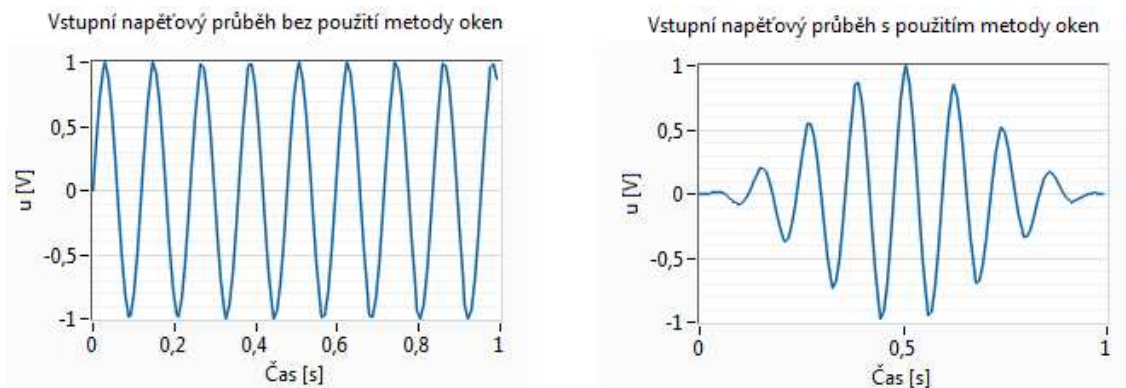 Vstupní napěťový průběh bez použití metody oken
1
0,5
0
-0,5
-1
u [V]
0 0,2 0,4 0,6 0,8 1
Čas [s]
Vstupní napěťový průběh s použitím metody oken
1
0,5
0
-0,5
-1
u [V]
0 0,5 1
Čas [s]